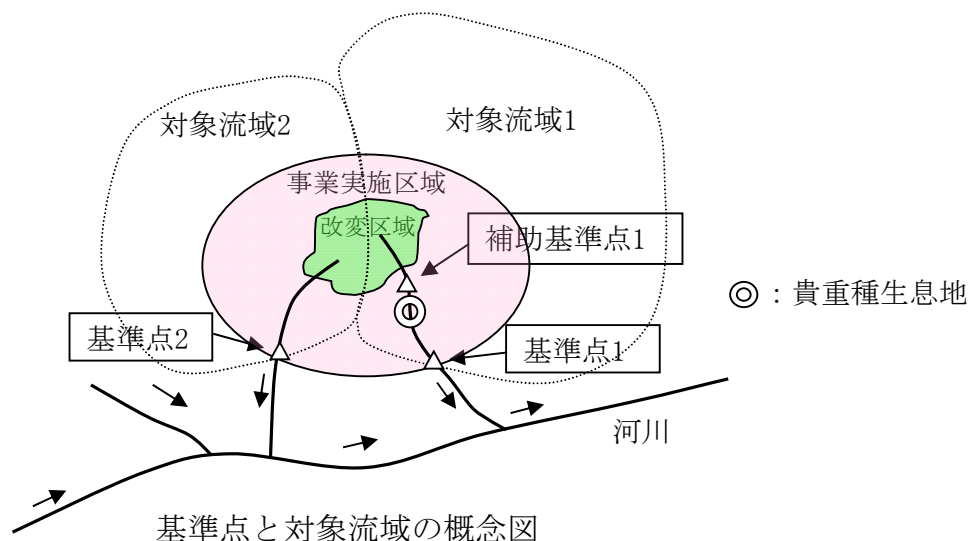 対象流域2
対象流域1
事業実施区域
改変区域
補助基準点1
◎：貴重種生息地
基準点2
基準点1
河川
基準点と対象流域の概念図